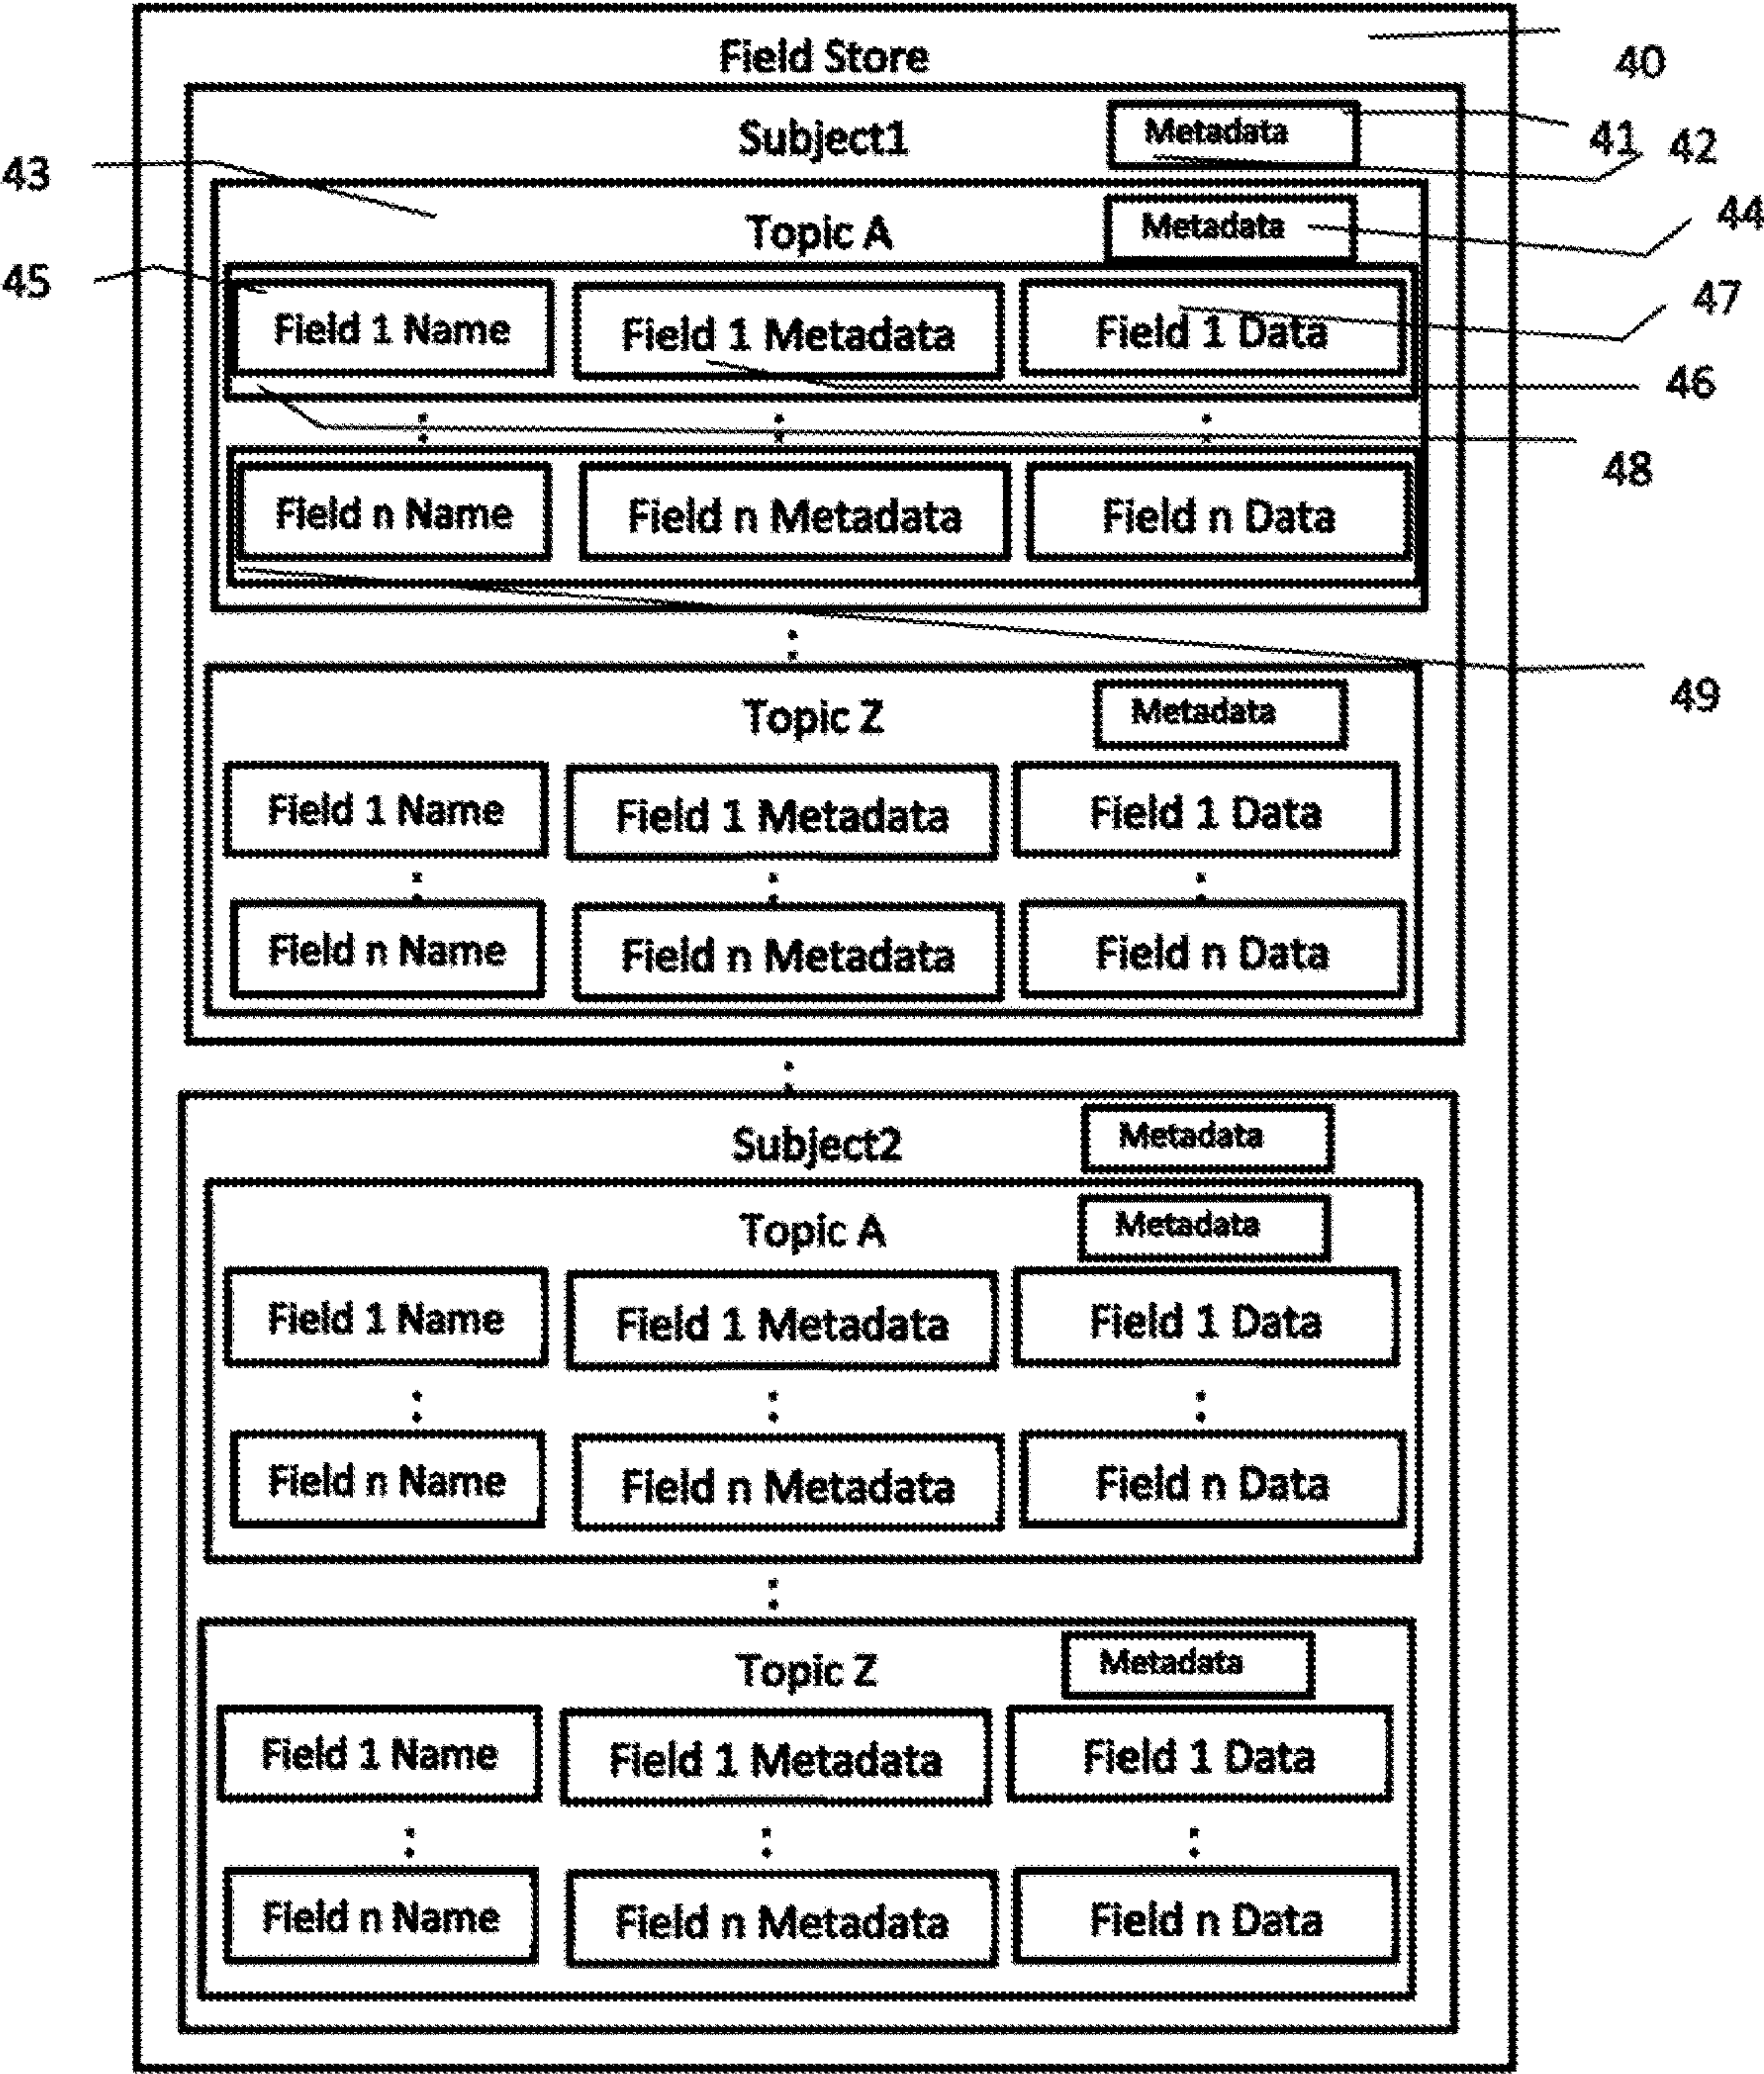 Field Store
40
Subject1 Metadata
41 42
43
Topic A Metadata
44
45
Field 1 Name Field 1 Metadata Field 1 Data
47
46
48
Field n Name Field n Metadata Field n Data
49
Topic Z Metadata
Field 1 Name Field 1 Metadata Field 1 Data
Field n Name Field n Metadata Field n Data
Subject2 Metadata
Topic A Metadata
Field 1 Name Field 1 Metadata Field 1 Data
Field n Name Field n Metadata Field n Data
Topic Z Metadata
Field 1 Name Field 1 Metadata Field 1 Data
Field n Name Field n Metadata Field n Data